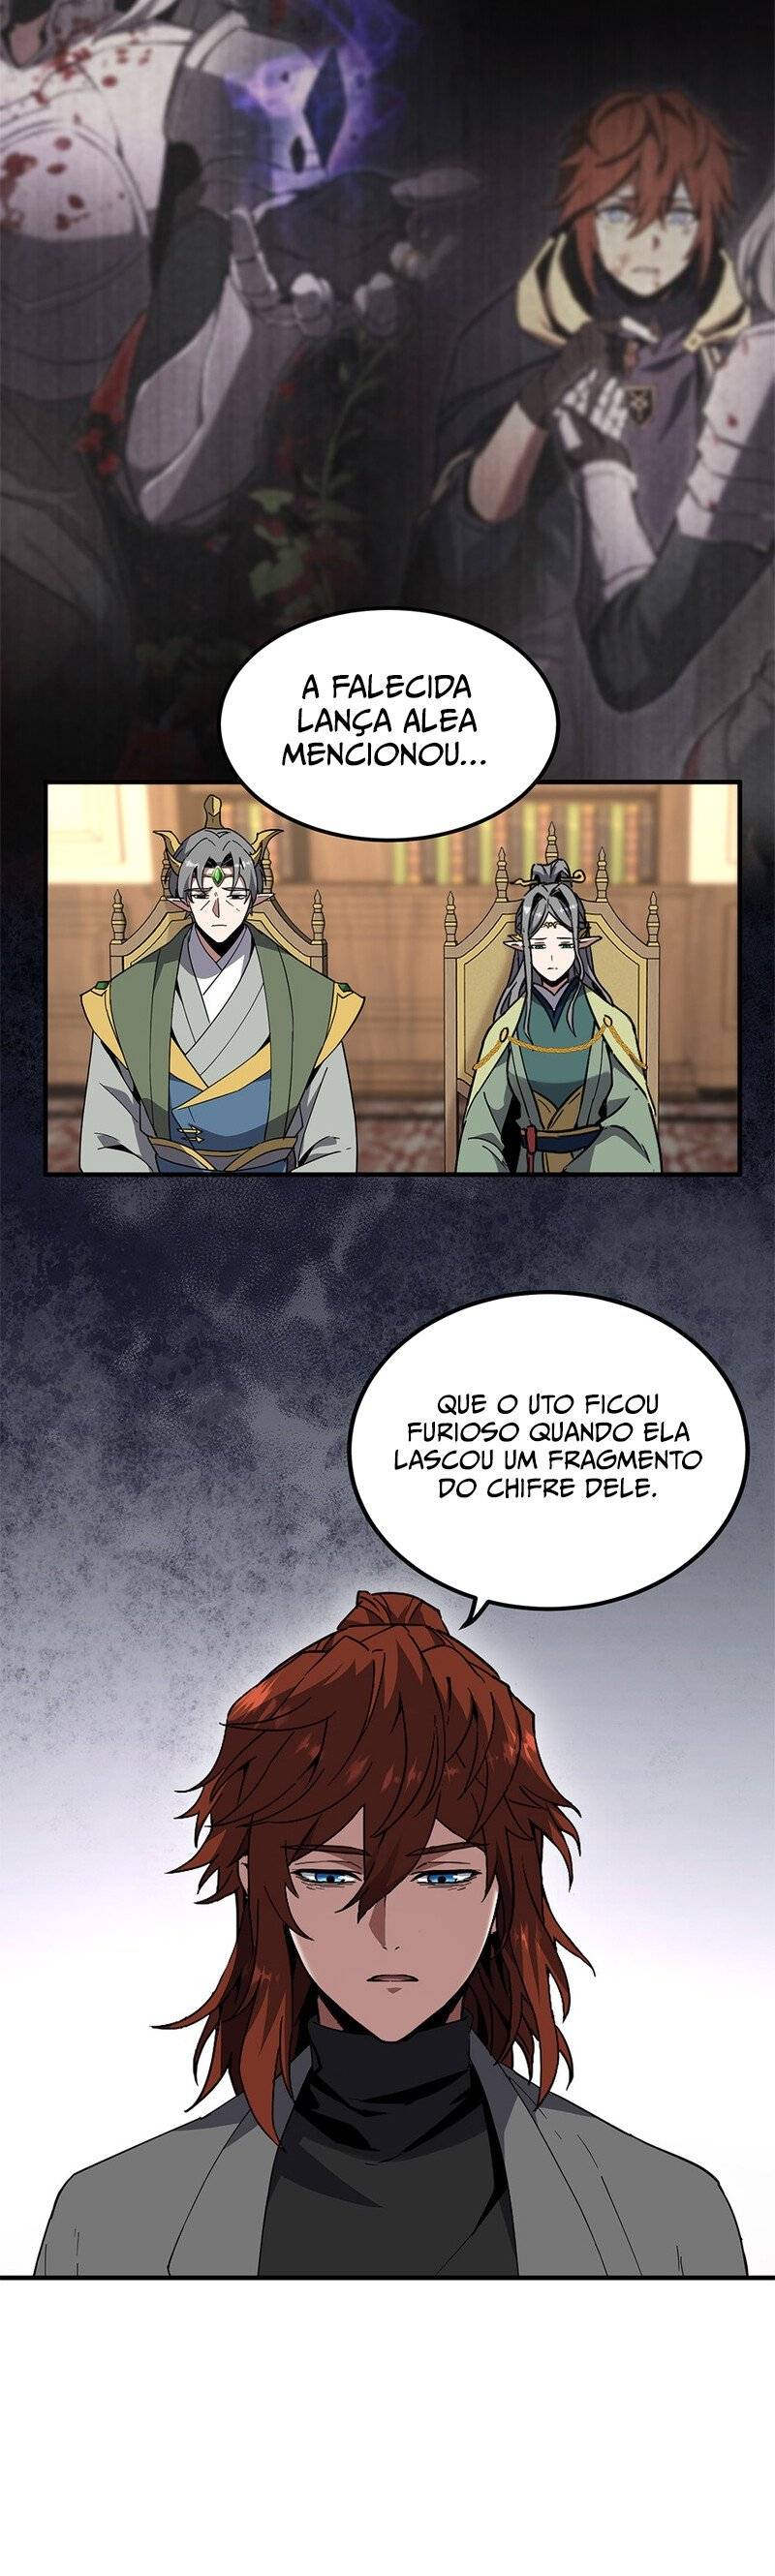 A FALECIDA
LANÇA ALEA
MENCIONOU...
QUE O UTO FICOU
FURIOSO QUANDO ELA
LASCOU UM FRAGMENTO
DO CHIFRE DELE.